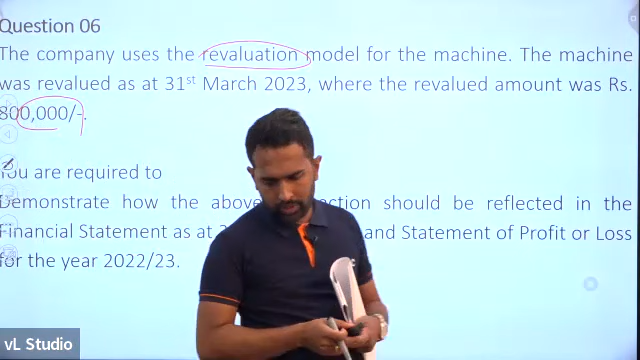 Question 06
The company uses the revaluation model for the machine. The machine
was revalued as at 31st March 2023, where the revalued amount was Rs.
800,000/-.
You are required to
Demonstrate how the above should be reflected in the
Financial Statement as at and Statement of Profit or Loss
for the year 2022/23.
vL Studio